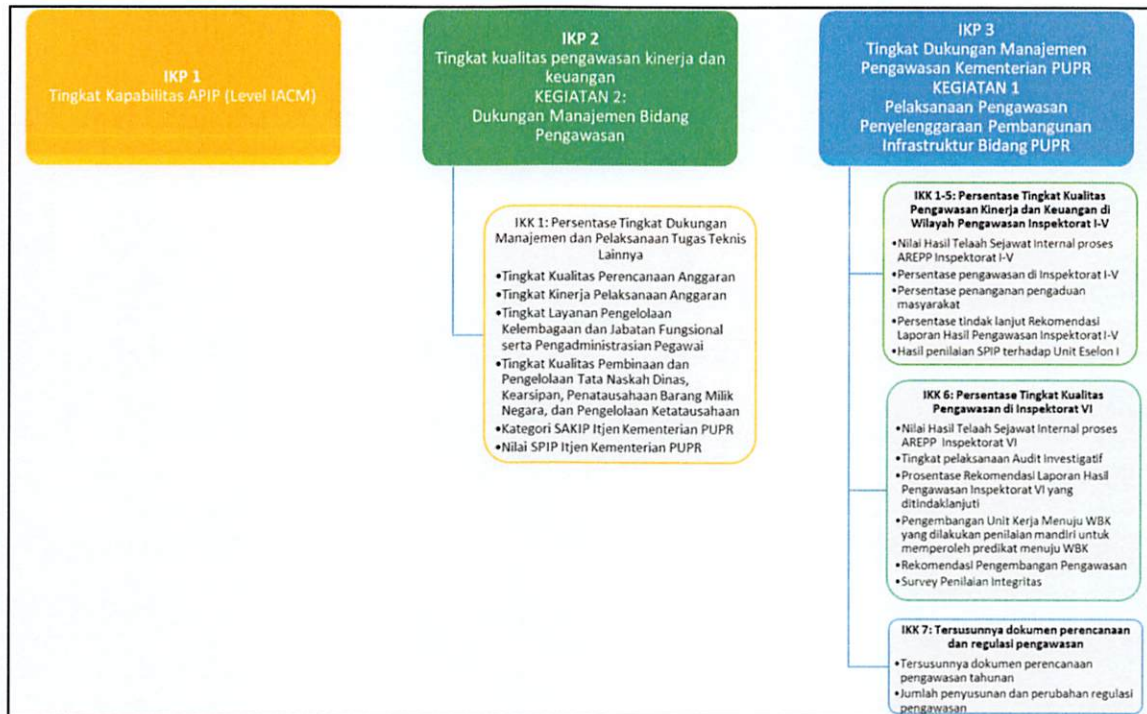 IKP 1
Tingkat Kapabilitas APIP (Level IACM)
IKP 2
Tingkat kualitas pengawasan kinerja dan
keuangan
KEGIATAN 2:
Dukungan Manajemen Bidang
Pengawasan
IKK 1: Persentase Tingkat Dukungan
Manajemen dan Pelaksanaan Tugas Teknis
Lainnya
•Tingkat Kualitas Perencanaan Anggaran
•Tingkat Kinerja Pelaksanaan Anggaran
•Tingkat Layanan Pengelolaan
Kelembagaan dan Jabatan Fungsional
serta Pengadministrasian Pegawai
•Tingkat Kualitas Pembinaan dan
Pengelolaan Tata Naskah Dinas,
Kearsipan, Penatausahaan Barang Milik
Negara, dan Pengelolaan Ketatausahaan
•Kategori SAKIP Itjen Kementerian PUPR
•Nilai SPIP Itjen Kementerian PUPR
IKP 3
Tingkat Dukungan Manajemen
Pengawasan Kementerian PUPR
KEGIATAN 1
Pelaksanaan Pengawasan
Penyelenggaraan Pembangunan
Infrastruktur Bidang PUPR
IKK 1-5: Persentase Tingkat Kualitas
Pengawasan Kinerja dan Keuangan di
Wilayah Pengawasan Inspektorat I-V
•Nilai Hasil Telaah Sejawat Internal proses
AREPP Inspektorat I-V
•Persentase pengawasan di Inspektorat I-V
•Persentase penanganan pengaduan
masyarakat
•Persentase tindak lanjut Rekomendasi
Laporan Hasil Pengawasan Inspektorat I-V
•Hasil penilaian SPIP terhadap Unit Eselon I
IKK 6: Persentase Tingkat Kualitas
Pengawasan di Inspektorat VI
•Nilai Hasil Telaah Sejawat Internal proses
AREPP Inspektorat VI
•Tingkat pelaksanaan Audit Investigatif
•Prosentase Rekomendasi Laporan Hasil
Pengawasan Inspektorat VI yang
ditindaklanjuti
•Pengembangan Unit Kerja Menuju WBK
yang dilakukan penilaian mandiri untuk
memperoleh predikat menuju WBK
•Rekomendasi Pengembangan Pengawasan
•Survey Penilaian Integritas
IKK 7: Tersusunnya dokumen perencanaan
dan regulasi pengawasan
•Tersusunnya dokumen perencanaan
pengawasan tahunan
•Jumlah penyusunan dan perubahan regulasi
pengawasan